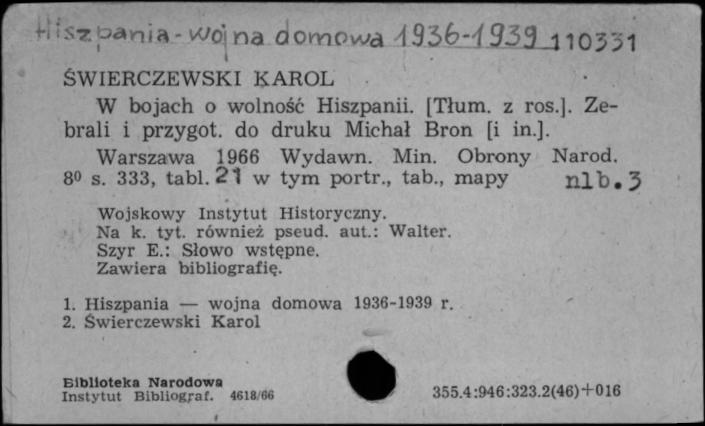 Hiszpania - wojna domowa 1936-1939 110331
ŚWIERCZEWSKI KAROL
W bojach o wolność Hiszpanii. [Tłum. z ros.]. Ze-
brali i przygot. do druku Michał Bron [i in.].
Warszawa 1966 Wydawn. Min. Obrony Narod.
8⁰ s. 333, tabl. 21 w tym portr., tab., mapy nlb. 3
Wojskowy Instytut Historyczny.
Na k. tyt. również pseud. aut.: Walter.
Szyr E.: Słowo wstępne.
Zawiera bibliografię.
1. Hiszpania — wojna domowa 1936-1939 r.
2. Świerczewski Karol
Biblioteka Narodowa
Instytut Bibliograf. 4618/66 355.4:946:323.2(46)+016